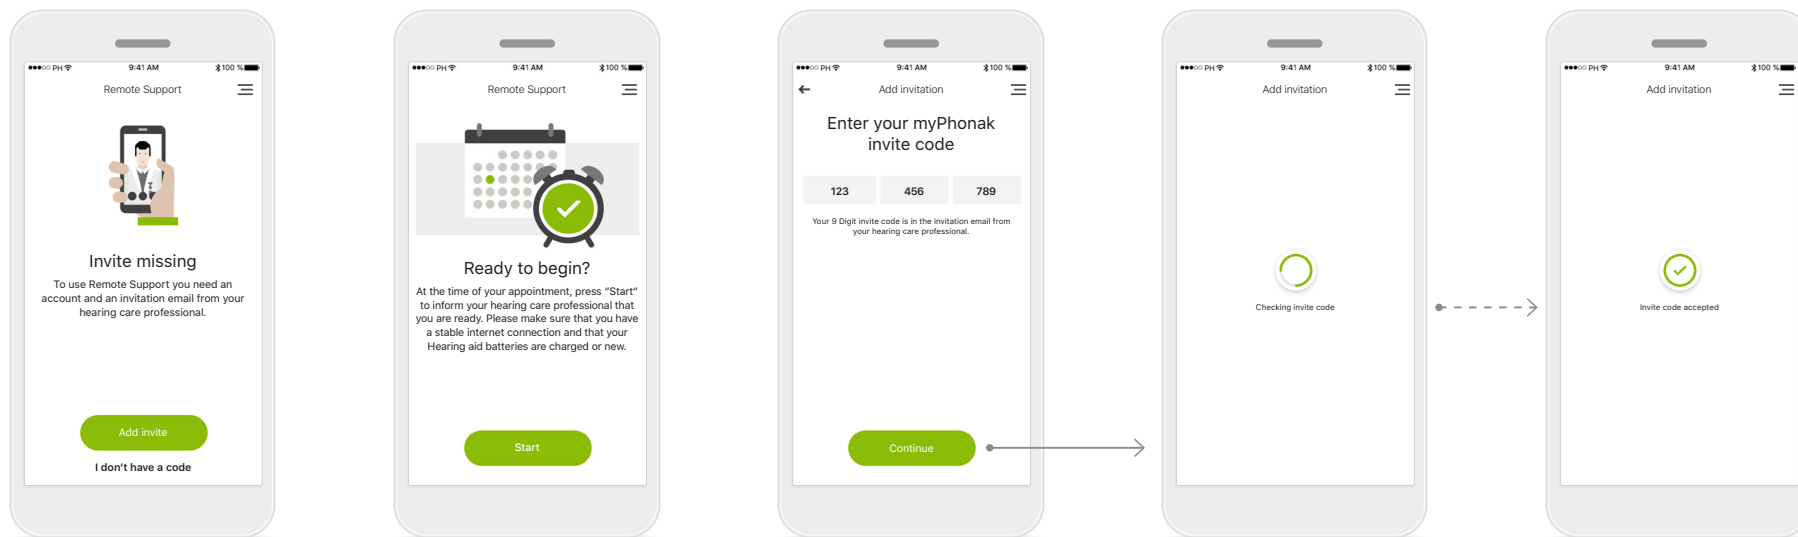 ●●●○○ PH 9:41 AM 100 %
Remote Support
Invite missing
To use Remote Support you need an
account and an invitation email from your
hearing care professional.
Add invite
I don't have a code
●●●○○ PH 9:41 AM 100 %
Remote Support
Ready to begin?
At the time of your appointment, press “Start”
to inform your hearing care professional that
you are ready. Please make sure that you have
a stable internet connection and that your
Hearing aid batteries are charged or new.
Start
●●●○○ PH 9:41 AM 100 %
Add invitation
Enter your myPhonak
invite code
123 456 789
Your 9 Digit invite code is in the invitation email from
your hearing care professional.
Continue
●●●○○ PH 9:41 AM 100 %
Add invitation
Checking invite code
●●●○○ PH 9:41 AM 100 %
Add invitation
Invite code accepted